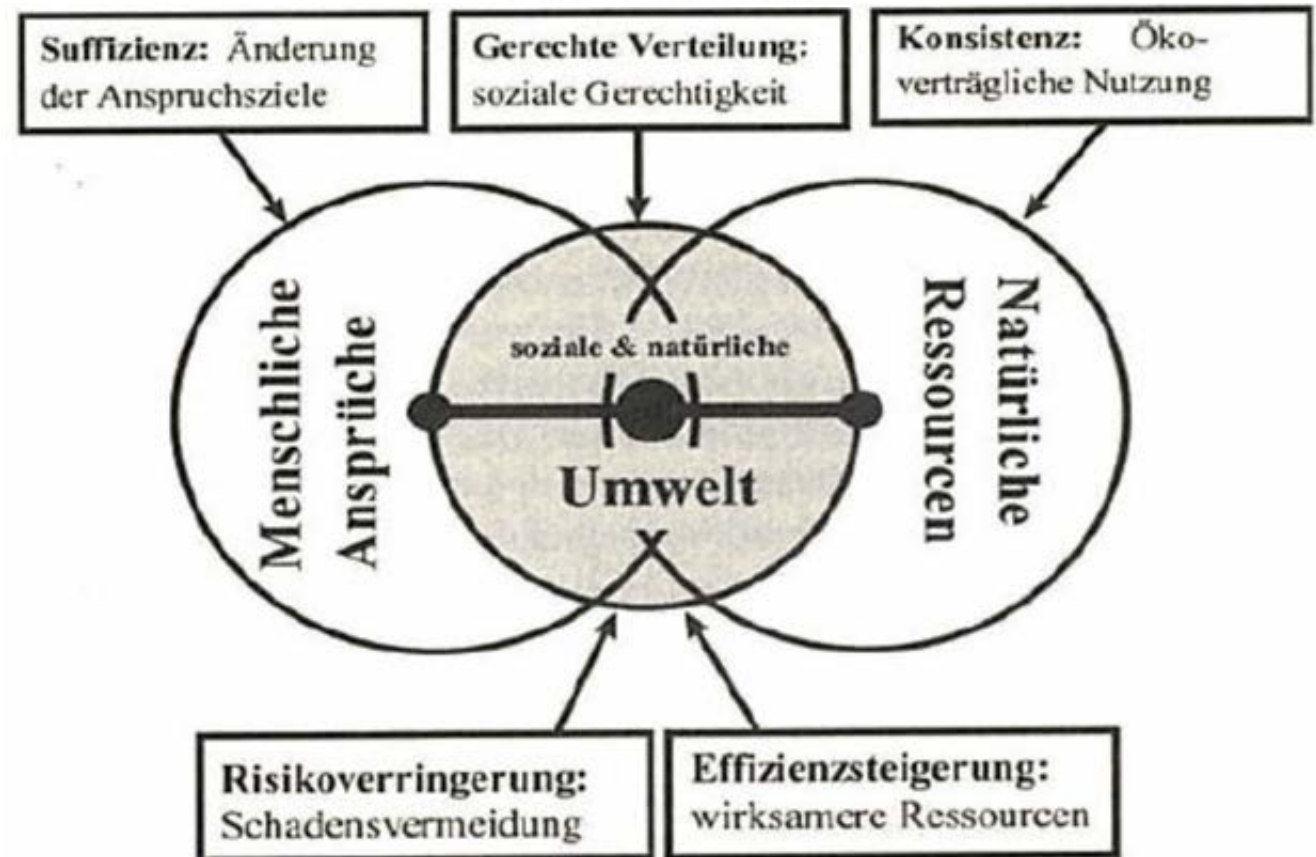 Suffizienz: Änderung
der Anspruchsziele
Gerechte Verteilung:
soziale Gerechtigkeit
Konsistenz: Öko-
verträgliche Nutzung
Menschliche
Ansprüche
soziale & natürliche
Umwelt
Natürliche
Ressourcen
Risikoverringerung:
Schadensvermeidung
Effizienzsteigerung:
wirksamere Ressourcen